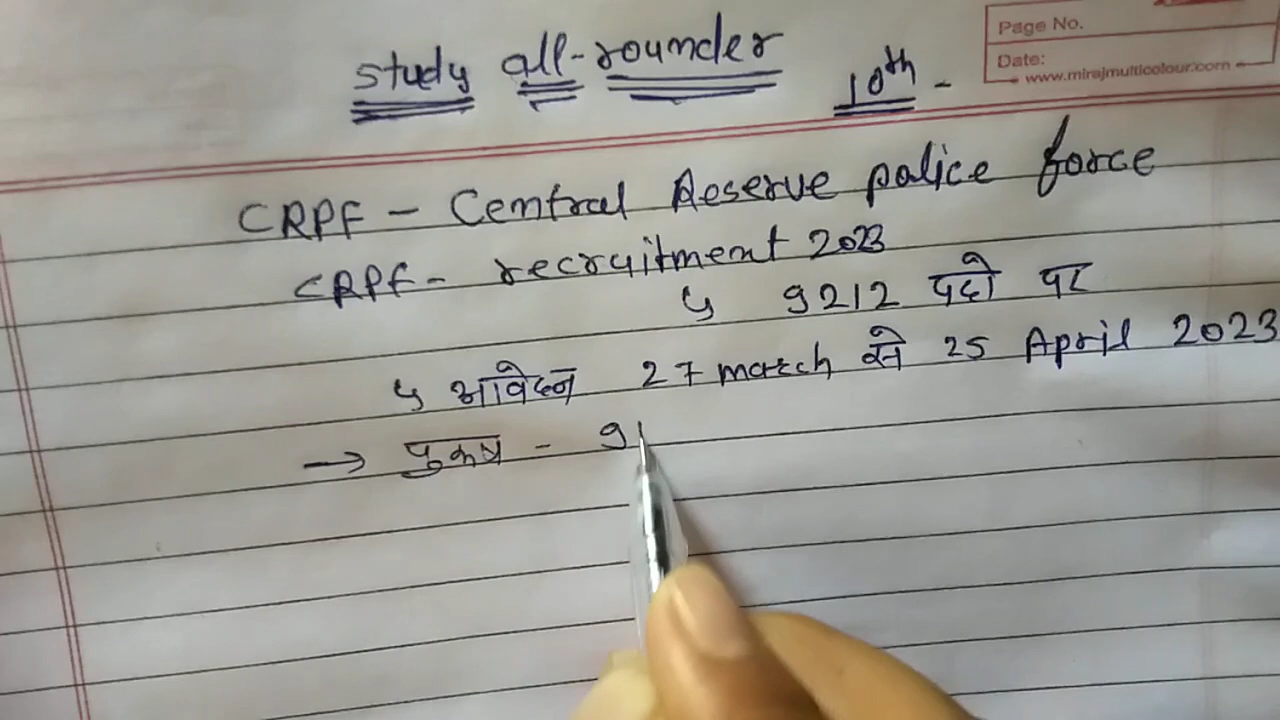 Page No.
Date:
www.mirajmulticolour.com
study all-rounder 10th -
CRPF - Central Reserve police force
CRPF - recruitment 2023
↳ 9212 पदो पर
↳ आवेदन 27 march से 25 April 2023
→ पुरुष - 91